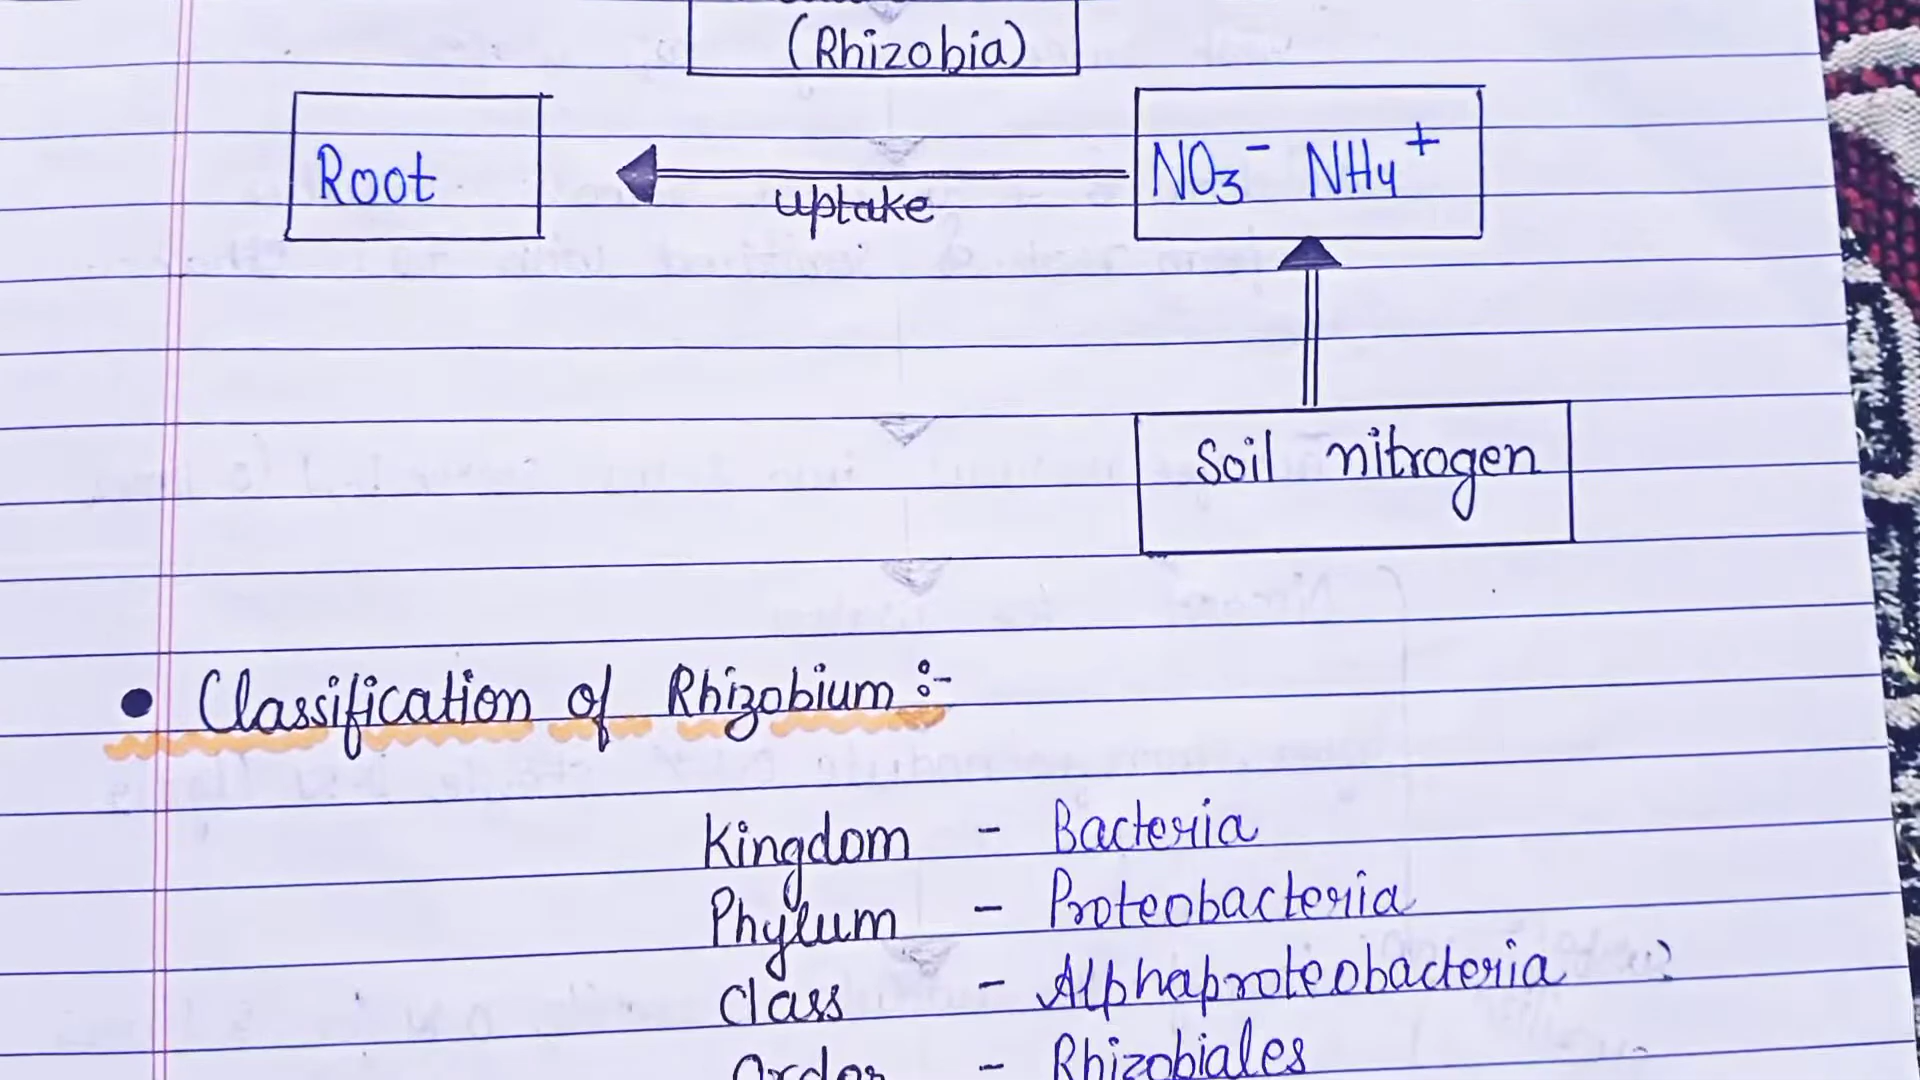 (Rhizobia)
Root
uptake
NO₃⁻ NH₄⁺
Soil nitrogen
• Classification of Rhizobium :-
Kingdom - Bacteria
Phylum - Proteobacteria
Class - Alphaproteobacteria
Order - Rhizobiales